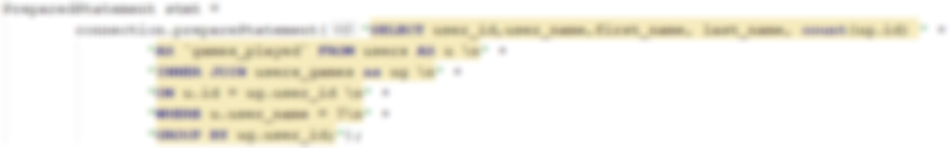 PreparedStatement stmt =
connection.prepareStatement( "SELECT user_id,user_name,first_name, last_name, count(ug.id) " +
"AS `games_played` FROM users AS u \n" +
"INNER JOIN users_games as ug \n" +
"ON u.id = ug.user_id \n" +
"WHERE u.user_name = ?\n" +
"GROUP BY ug.user_id;");